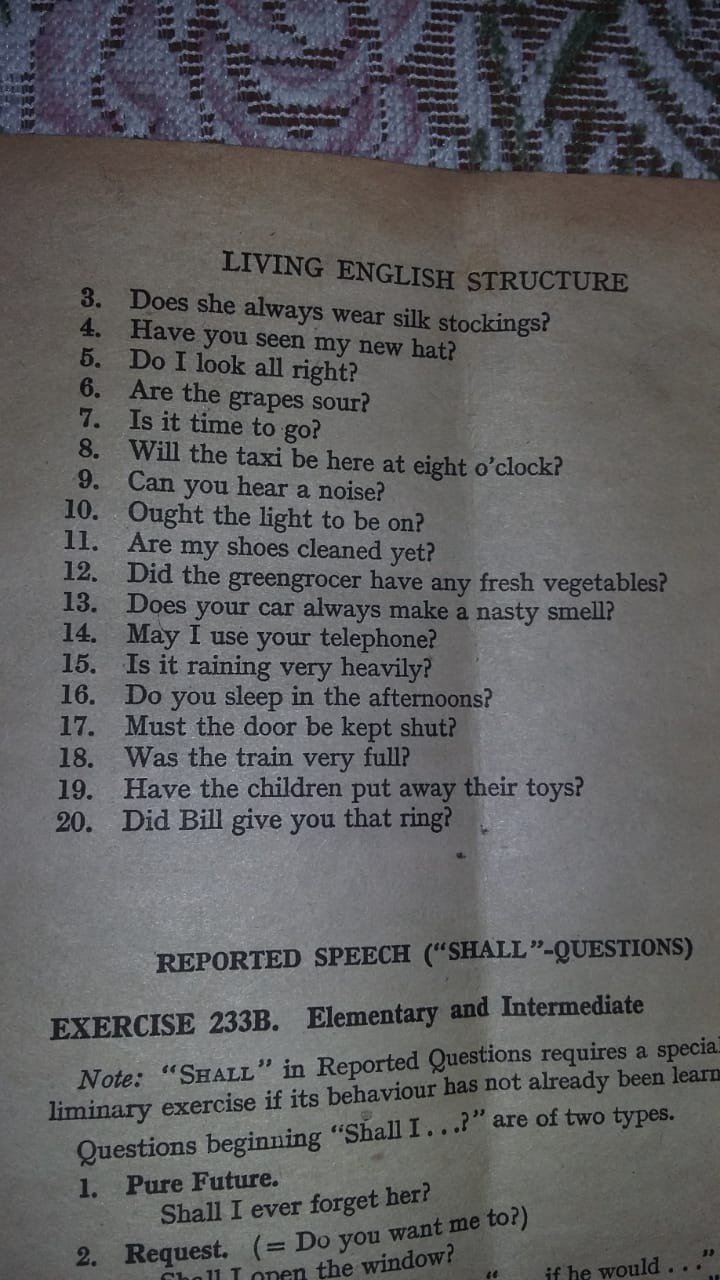 LIVING ENGLISH STRUCTURE
3. Does she always wear silk stockings?
4. Have you seen my new hat?
5. Do I look all right?
6. Are the grapes sour?
7. Is it time to go?
8. Will the taxi be here at eight o'clock?
9. Can you hear a noise?
10. Ought the light to be on?
11. Are my shoes cleaned yet?
12. Did the greengrocer have any fresh vegetables?
13. Does your car always make a nasty smell?
14. May I use your telephone?
15. Is it raining very heavily?
16. Do you sleep in the afternoons?
17. Must the door be kept shut?
18. Was the train very full?
19. Have the children put away their toys?
20. Did Bill give you that ring?
REPORTED SPEECH ("SHALL"-QUESTIONS)
EXERCISE 233B. Elementary and Intermediate
Note: "SHALL" in Reported Questions requires a special
liminary exercise if its behaviour has not already been learn
Questions beginning "Shall I...?" are of two types.
1. Pure Future.
Shall I ever forget her?
2. Request. (= Do you want me to?)
Shall I open the window?
" if he would ..."